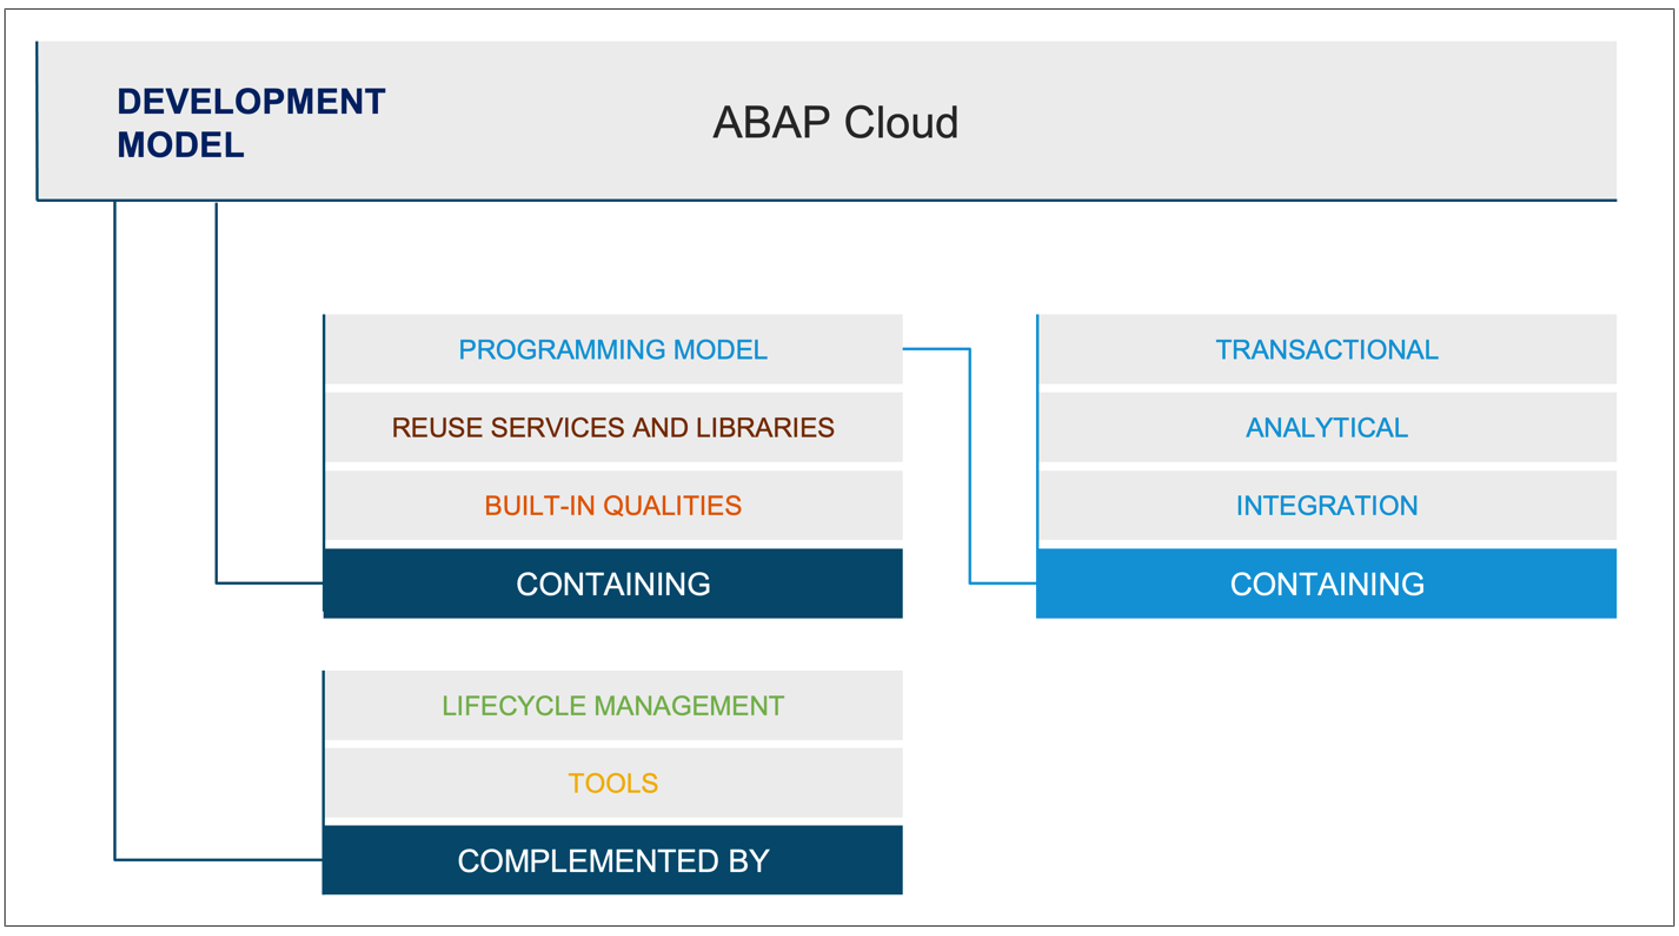 DEVELOPMENT
MODEL
ABAP Cloud
PROGRAMMING MODEL
REUSE SERVICES AND LIBRARIES
BUILT-IN QUALITIES
CONTAINING
TRANSACTIONAL
ANALYTICAL
INTEGRATION
CONTAINING
LIFECYCLE MANAGEMENT
TOOLS
COMPLEMENTED BY